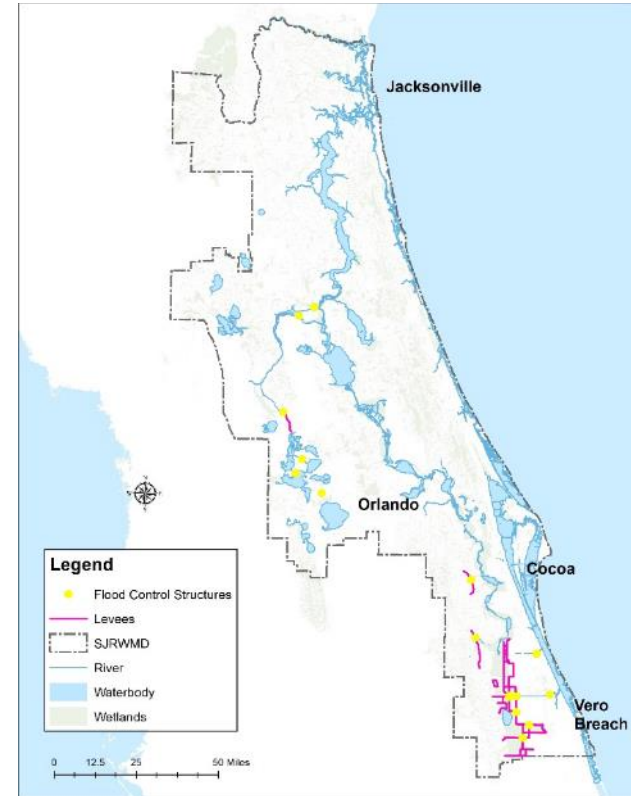 Jacksonville
Orlando
Cocoa
Vero
Breach
Legend
Flood Control Structures
Levees
SJRWMD
River
Waterbody
Wetlands
0 12.5 25 50 Miles